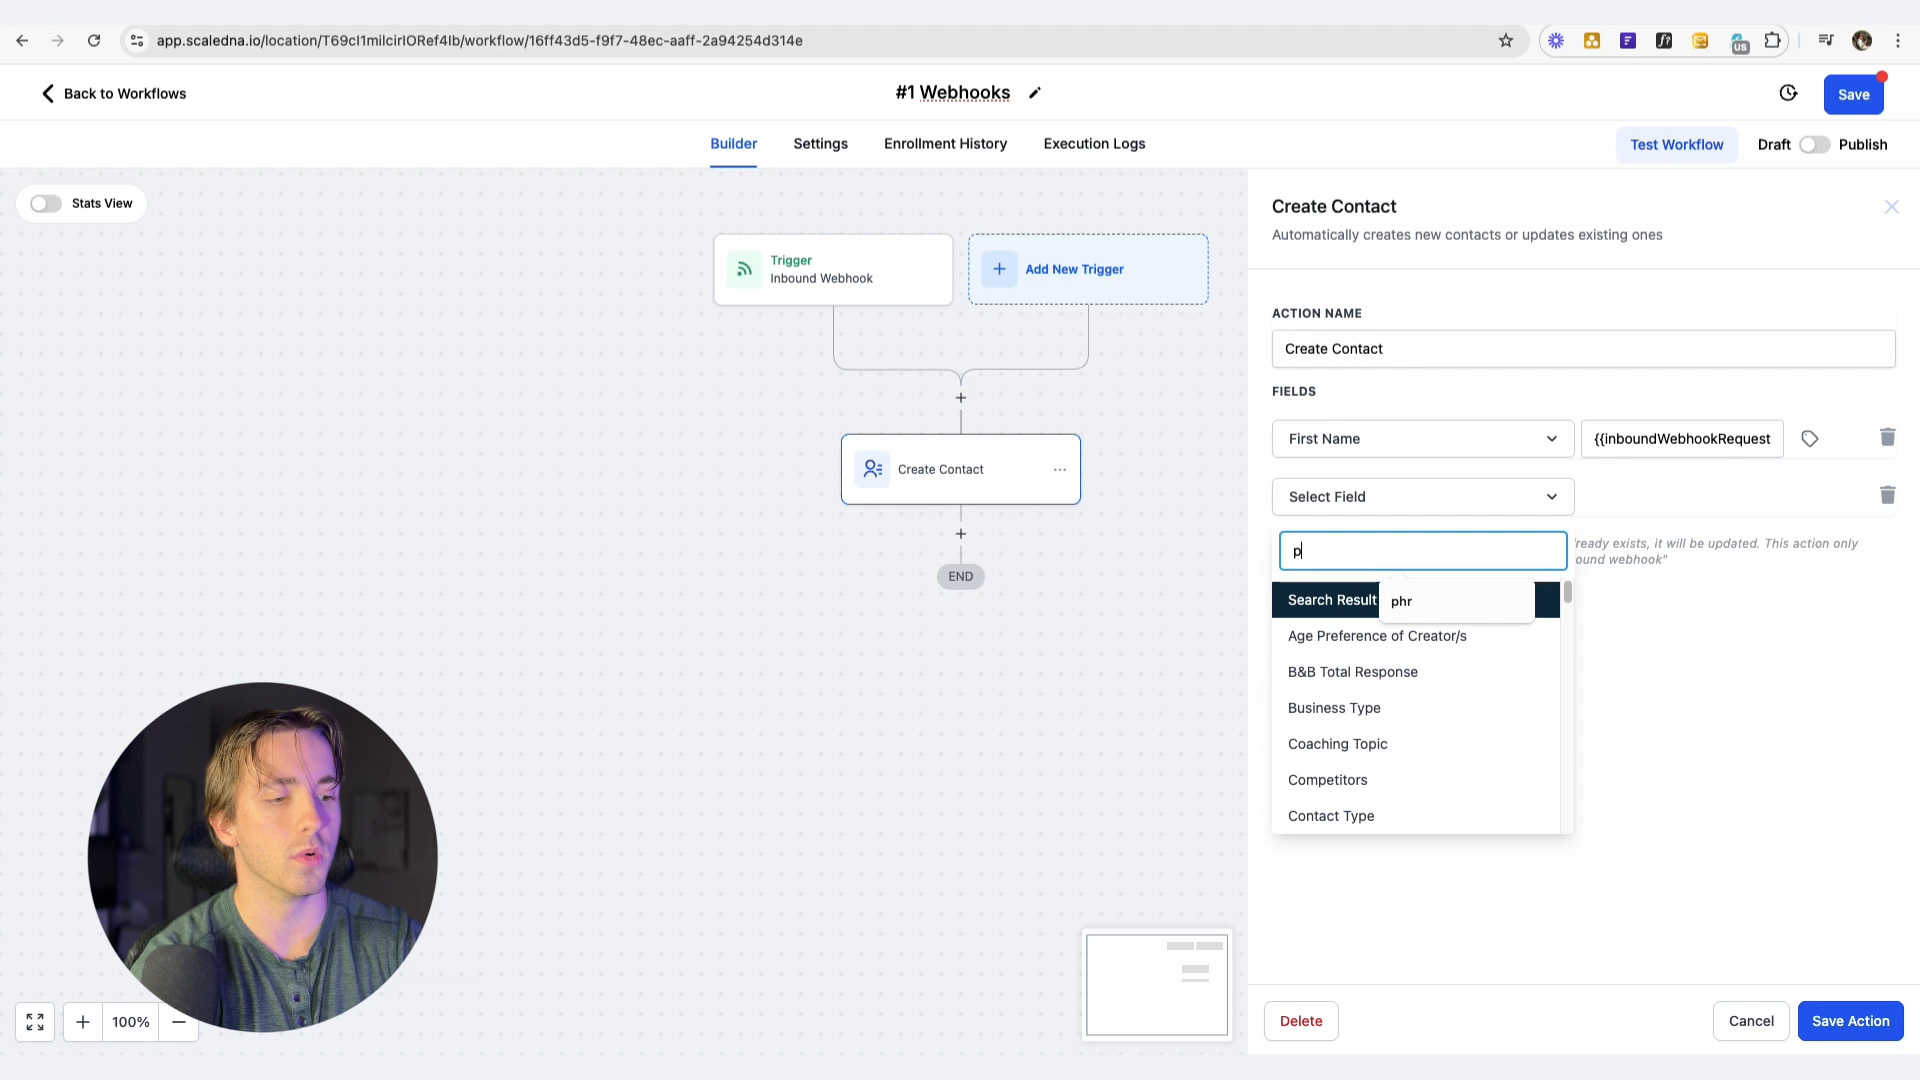 app.scaledna.io/location/T69cI1milcirIORef4Ib/workflow/16ff43d5-f9f7-48ec-aaff-2a94254d314e
US
Back to Workflows
#1 Webhooks
Save
Builder
Settings
Enrollment History
Execution Logs
Test Workflow
Draft
Publish
Stats View
Trigger
Inbound Webhook
Add New Trigger
Create Contact
END
100%
Create Contact
Automatically creates new contacts or updates existing ones
ACTION NAME
Create Contact
FIELDS
First Name
{{inboundWebhookRequest
Select Field
p
ready exists, it will be updated. This action only
ound webhook"
Search Result
phr
Age Preference of Creator/s
B&B Total Response
Business Type
Coaching Topic
Competitors
Contact Type
Delete
Cancel
Save Action